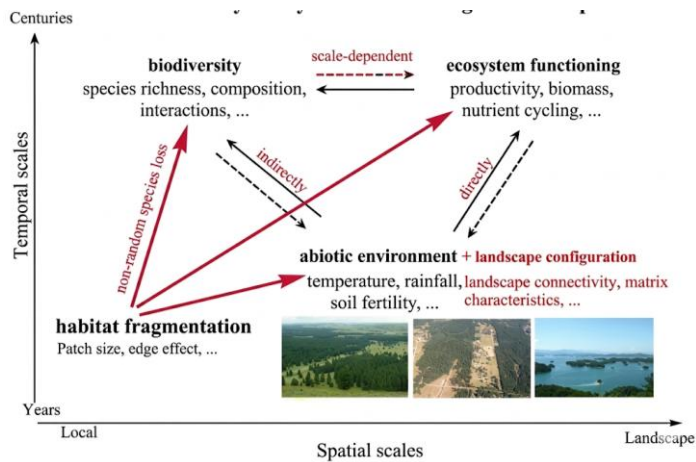 Centuries
scale-dependent
biodiversity
species richness, composition,
interactions, ...
ecosystem functioning
productivity, biomass,
nutrient cycling, ...
Temporal scales
non-random species loss
indirectly
directly
abiotic environment + landscape configuration
temperature, rainfall, landscape connectivity, matrix
soil fertility, ... characteristics, ...
habitat fragmentation
Patch size, edge effect, ...
Years
Local
Landscape
Spatial scales